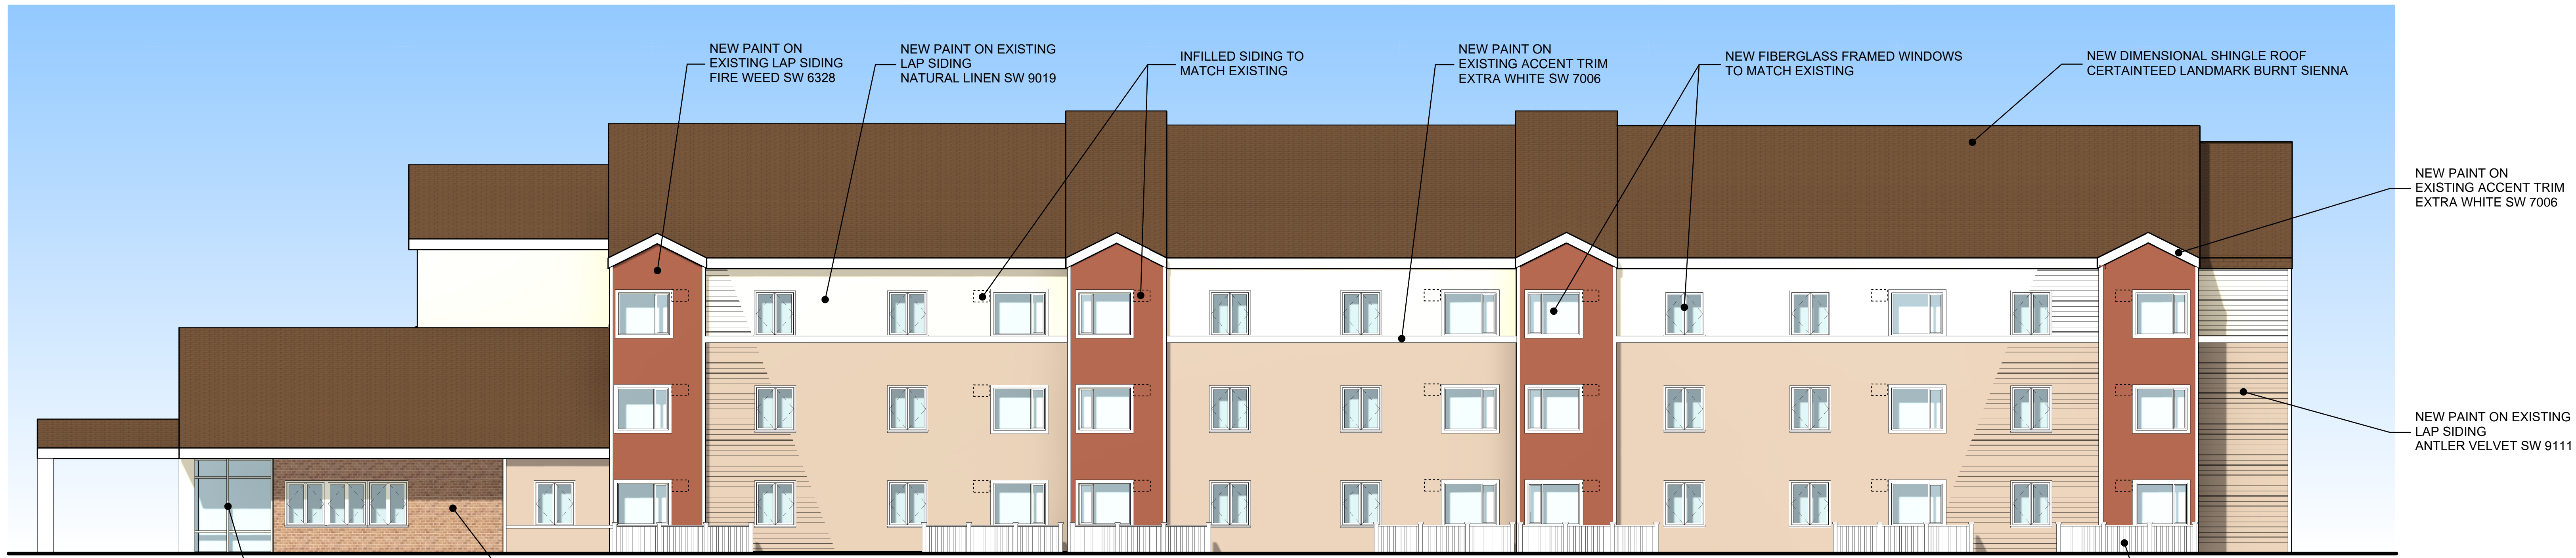 NEW PAINT ON
EXISTING LAP SIDING
FIRE WEED SW 6328
NEW PAINT ON EXISTING
LAP SIDING
NATURAL LINEN SW 9019
INFILLED SIDING TO
MATCH EXISTING
NEW PAINT ON
EXISTING ACCENT TRIM
EXTRA WHITE SW 7006
NEW FIBERGLASS FRAMED WINDOWS
TO MATCH EXISTING
NEW DIMENSIONAL SHINGLE ROOF
CERTAINTEED LANDMARK BURNT SIENNA
NEW PAINT ON
EXISTING ACCENT TRIM
EXTRA WHITE SW 7006
NEW PAINT ON EXISTING
LAP SIDING
ANTLER VELVET SW 9111